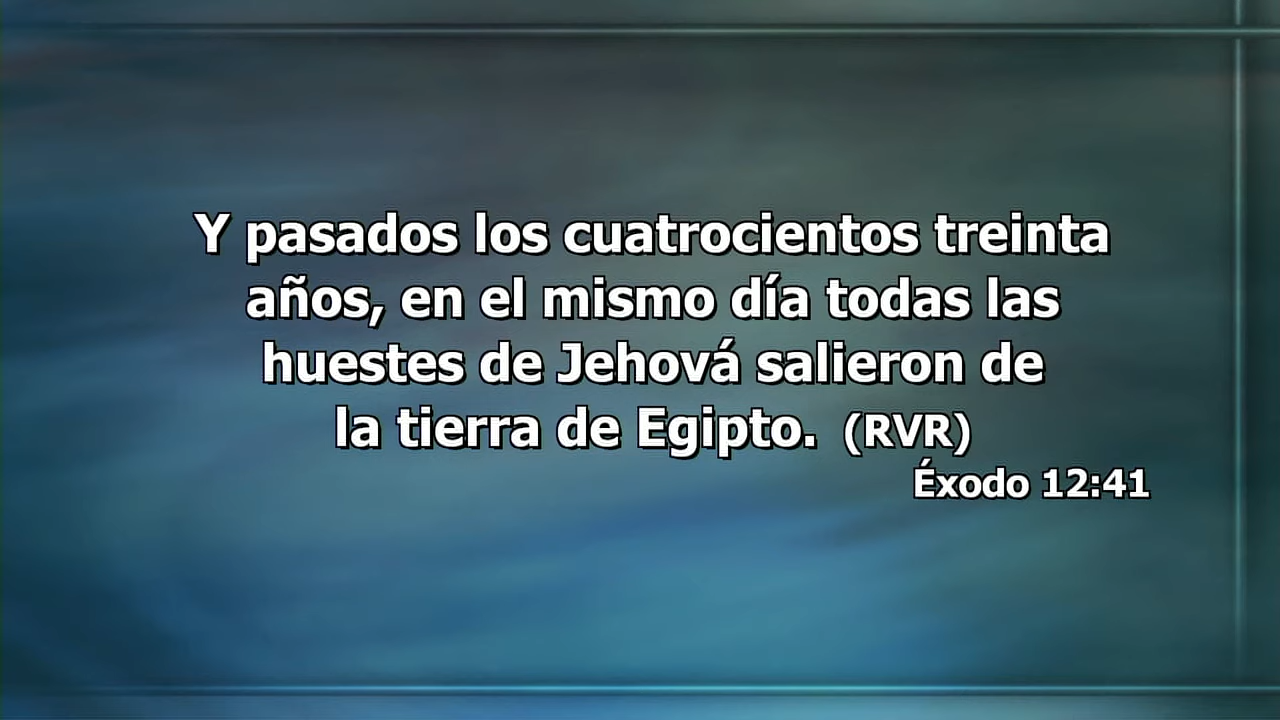 Y pasados los cuatrocientos treinta
años, en el mismo día todas las
huestes de Jehová salieron de
la tierra de Egipto. (RVR)
Éxodo 12:41